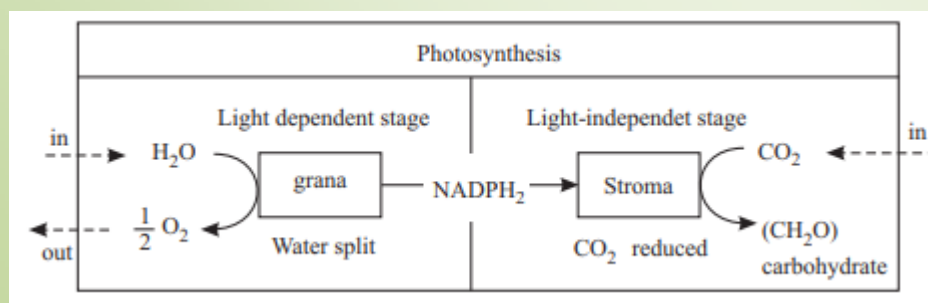 Photosynthesis
Light dependent stage
Light-independet stage
in
H₂O
grana
NADPH₂
Stroma
CO₂
in
out
1/2 O₂
Water split
CO₂ reduced
(CH₂O)
carbohydrate